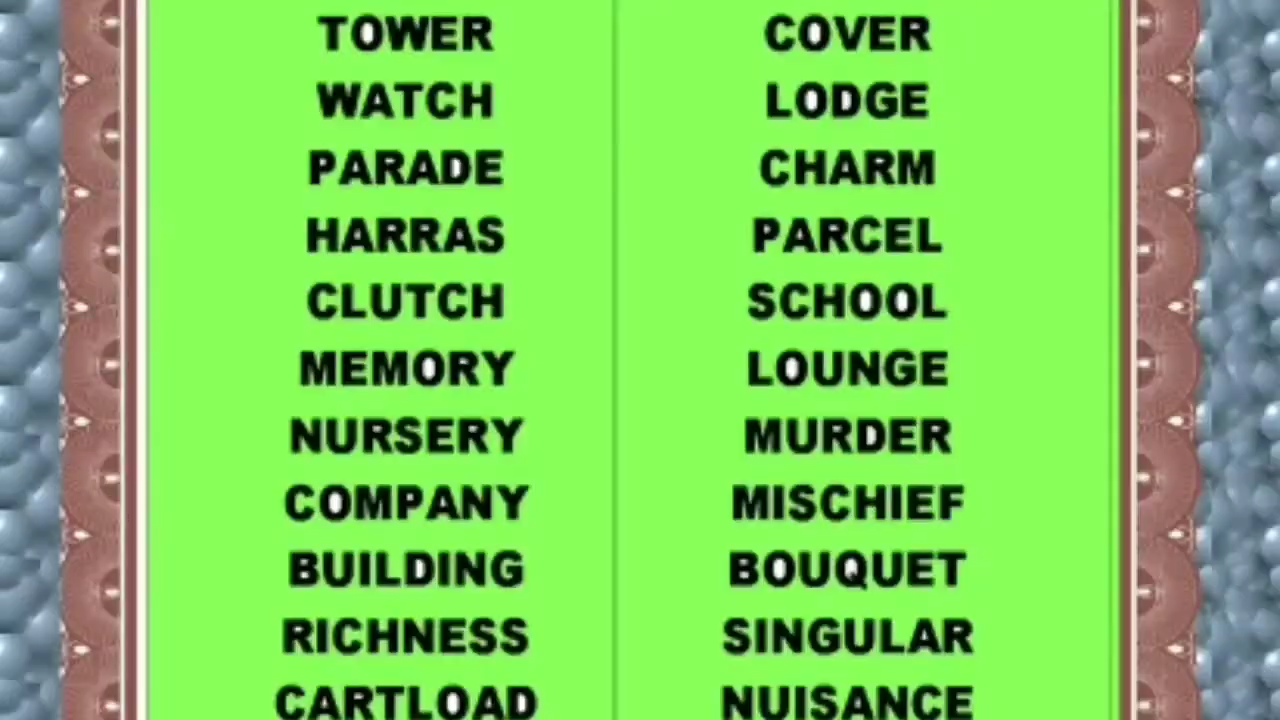 TOWER COVER
WATCH LODGE
PARADE CHARM
HARRAS PARCEL
CLUTCH SCHOOL
MEMORY LOUNGE
NURSERY MURDER
COMPANY MISCHIEF
BUILDING BOUQUET
RICHNESS SINGULAR
CARTLOAD NUISANCE